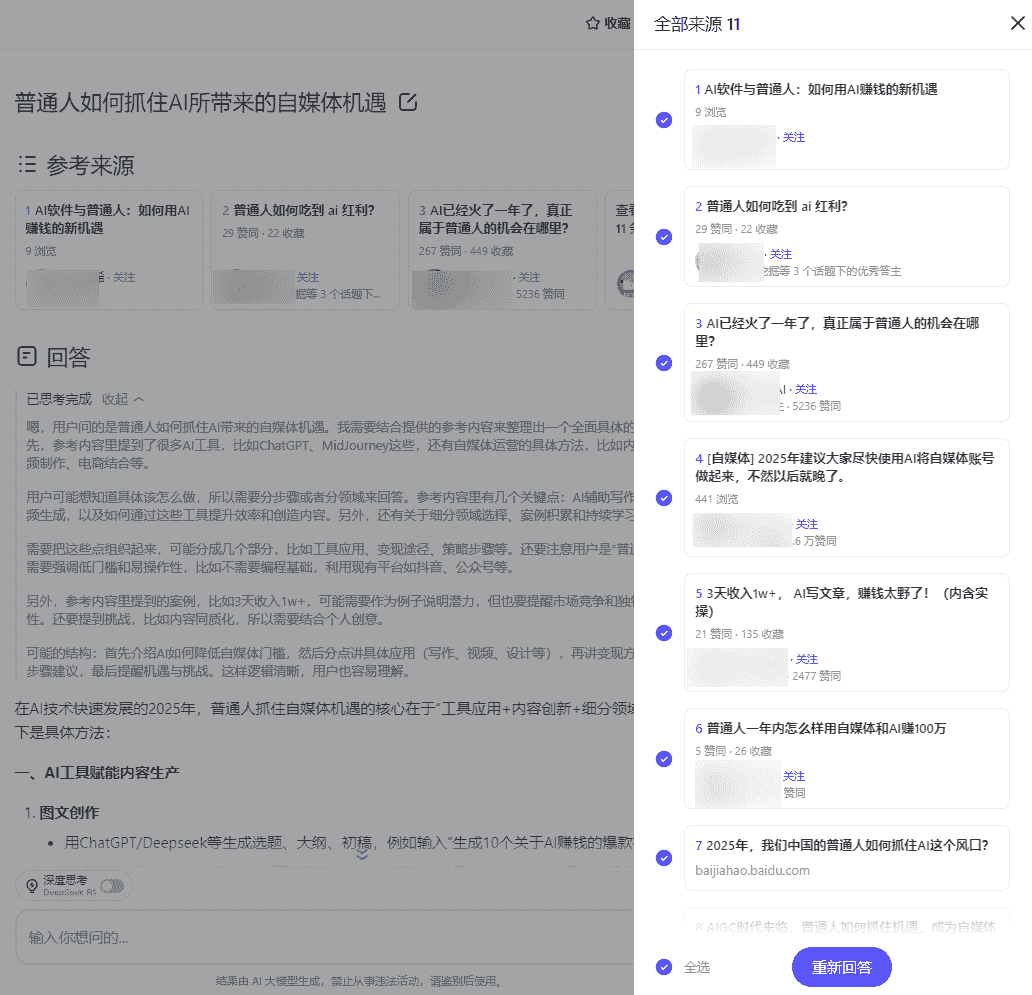 收藏
普通人如何抓住AI所带来的自媒体机遇
参考来源
1 AI软件与普通人：如何用AI
赚钱的新机遇
9 浏览
· 关注
2 普通人如何吃到 ai 红利？
29 赞同 · 22 收藏
关注
掘等 3 个话题下...
3 AI已经火了一年了，真正
属于普通人的机会在哪里？
267 赞同 · 449 收藏
· 关注
· 5236 赞同
查看
11 
回答
已思考完成 收起
嗯，用户问的是普通人如何抓住AI带来的自媒体机遇。我需要结合提供的参考内容来整理出一个全面具体的
先，参考内容里提到了很多AI工具，比如ChatGPT、MidJourney这些，还有自媒体运营的具体方法，比如内
频制作、电商结合等。
用户可能想知道具体该怎么做，所以需要分步骤或者分领域来回答。参考内容里有几个关键点：AI辅助写作
频生成，以及如何通过这些工具提升效率和创造内容。另外，还有关于细分领域选择、案例积累和持续学习
需要把这些点组织起来，可能分成几个部分，比如工具应用、变现途径、策略步骤等。还要注意用户是“普通
需要强调低门槛和易操作性，比如不需要编程基础，利用现有平台如抖音、公众号等。
另外，参考内容里提到的案例，比如3天收入1w+，可能需要作为例子说明潜力，但也要提醒市场竞争和独特
性。还要提到挑战，比如内容同质化，所以需要结合个人创意。
可能的结构：首先介绍AI如何降低自媒体门槛，然后分点讲具体应用（写作、视频、设计等），再讲变现方
步骤建议，最后提醒机遇与挑战。这样逻辑清晰，用户也容易理解。
在AI技术快速发展的2025年，普通人抓住自媒体机遇的核心在于“工具应用+内容创新+细分领域
下是具体方法：
一、AI工具赋能内容生产
1. 图文创作
• 用ChatGPT/Deepseek等生成选题、大纲、初稿，例如输入“生成10个关于AI赚钱的爆款
深度思考
DeepSeek R1
输入你想问的...
结果由 AI 大模型生成，禁止从事违法活动，请鉴别后使用。
全部来源 11
1 AI软件与普通人：如何用AI赚钱的新机遇
9 浏览
· 关注
2 普通人如何吃到 ai 红利？
29 赞同 · 22 收藏
· 关注
掘等 3 个话题下的优秀答主
3 AI已经火了一年了，真正属于普通人的机会在哪
里？
267 赞同 · 449 收藏
AI · 关注
· 5236 赞同
4 [自媒体] 2025年建议大家尽快使用AI将自媒体账号
做起来，不然以后就晚了。
441 浏览
关注
.6 万赞同
5 3天收入1w+， AI写文章，赚钱太野了！（内含实
操）
21 赞同 · 135 收藏
· 关注
· 2477 赞同
6 普通人一年内怎么样用自媒体和AI赚100万
5 赞同 · 26 收藏
关注
赞同
7 2025年，我们中国的普通人如何抓住AI这个风口？
baijiahao.baidu.com
8 AIGC时代来临，普通人如何抓住机遇，成为自媒体
全选
重新回答